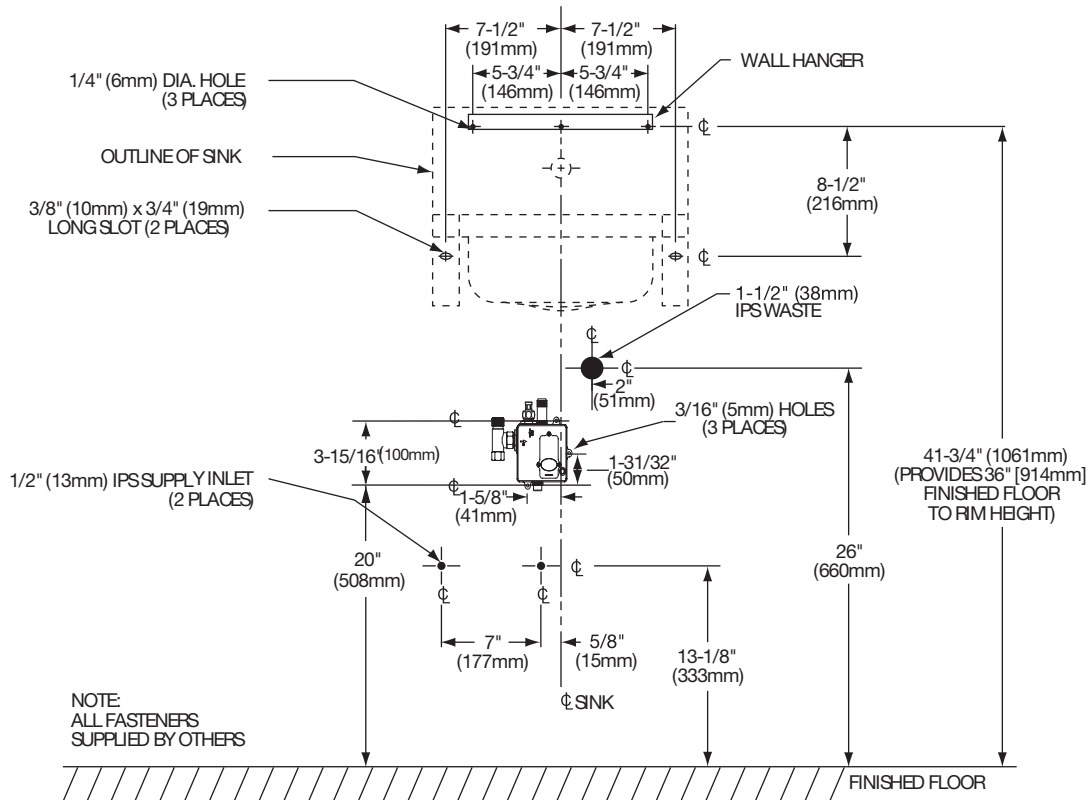 7-1/2"
(191mm)
7-1/2"
(191mm)
5-3/4"
(146mm)
5-3/4"
(146mm)
WALL HANGER
1/4" (6mm) DIA. HOLE
(3 PLACES)
℄
OUTLINE OF SINK
8-1/2"
(216mm)
3/8" (10mm) x 3/4" (19mm)
LONG SLOT (2 PLACES)
℄
1-1/2" (38mm)
IPS WASTE
℄
℄
2"
(51mm)
3/16" (5mm) HOLES
(3 PLACES)
℄
3-15/16" (100mm)
1-31/32"
(50mm)
41-3/4" (1061mm)
(PROVIDES 36" [914mm]
FINISHED FLOOR
TO RIM HEIGHT)
1/2" (13mm) IPS SUPPLY INLET
(2 PLACES)
℄
1-5/8"
(41mm)
20"
(508mm)
26"
(660mm)
℄
℄
℄
7"
(177mm)
5/8"
(15mm)
13-1/8"
(333mm)
℄ SINK
NOTE:
ALL FASTENERS
SUPPLIED BY OTHERS
FINISHED FLOOR